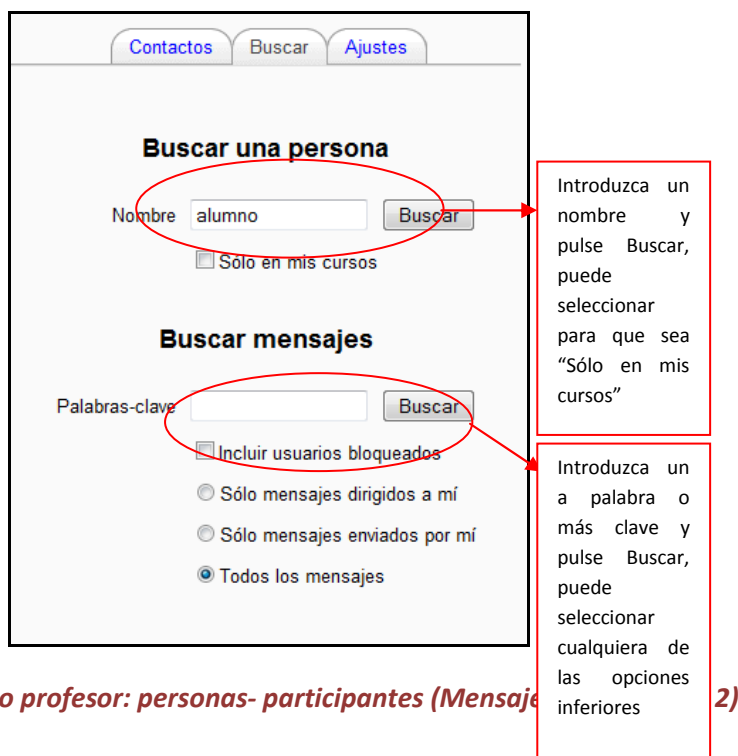 Contactos Buscar Ajustes
Buscar una persona
Nombre alumno Buscar
Sólo en mis cursos
Introduzca un
nombre y
pulse Buscar,
puede
seleccionar
para que sea
“Sólo en mis
cursos”
Buscar mensajes
Palabras-clave Buscar
Incluir usuarios bloqueados
Sólo mensajes dirigidos a mí
Sólo mensajes enviados por mí
Todos los mensajes
Introduzca un
a palabra o
más clave y
pulse Buscar,
puede
seleccionar
cualquiera de
las opciones
inferiores
o profesor: personas- participantes (Mensaje 2)